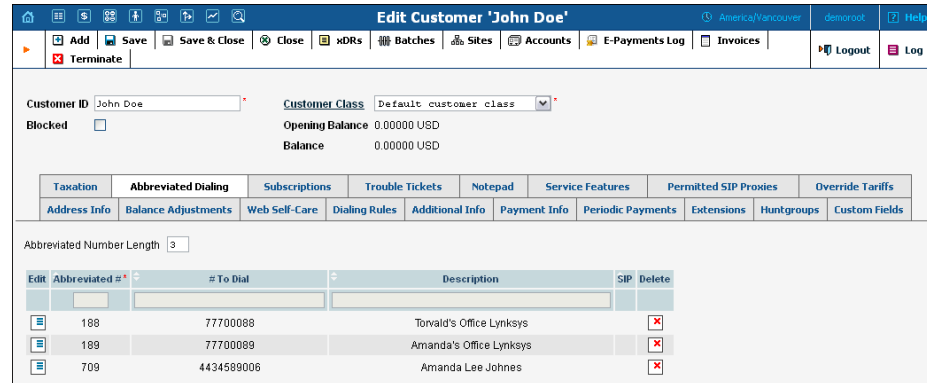 Edit Customer 'John Doe'
America/Vancouver
demoroot
Help
Add
Save
Save & Close
Close
xDRs
Batches
Sites
Accounts
E-Payments Log
Invoices
Terminate
Logout
Log
Customer ID John Doe *
Customer Class Default customer class *
Blocked
Opening Balance 0.00000 USD
Balance 0.00000 USD
Taxation Abbreviated Dialing Subscriptions Trouble Tickets Notepad Service Features Permitted SIP Proxies Override Tariffs
Address Info Balance Adjustments Web Self-Care Dialing Rules Additional Info Payment Info Periodic Payments Extensions Huntgroups Custom Fields
Abbreviated Number Length 3
Edit Abbreviated #* # To Dial Description SIP Delete
188 77700088 Torvald's Office Lynksys
189 77700089 Amanda's Office Lynksys
709 4434589006 Amanda Lee Johnes